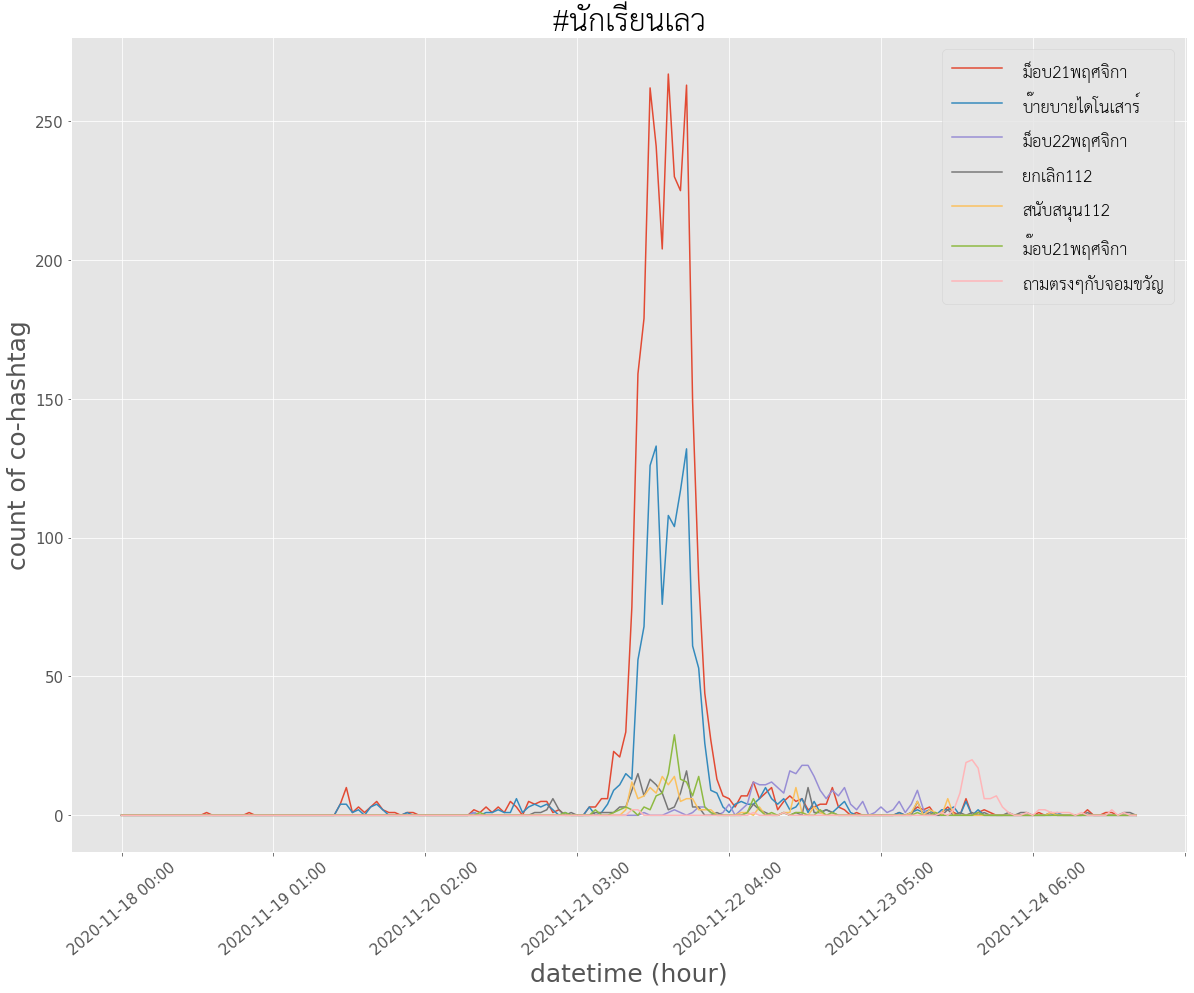 #นักเรียนเลว
ม็อบ21พฤศจิกา
บ๊ายบายไดโนเสาร์
ม็อบ22พฤศจิกา
ยกเลิก112
สนับสนุน112
ม๊อบ21พฤศจิกา
ถามตรงๆกับจอมขวัญ
count of co-hashtag
250
200
150
100
50
0
2020-11-18 00:00
2020-11-19 01:00
2020-11-20 02:00
2020-11-21 03:00
2020-11-22 04:00
2020-11-23 05:00
2020-11-24 06:00
datetime (hour)